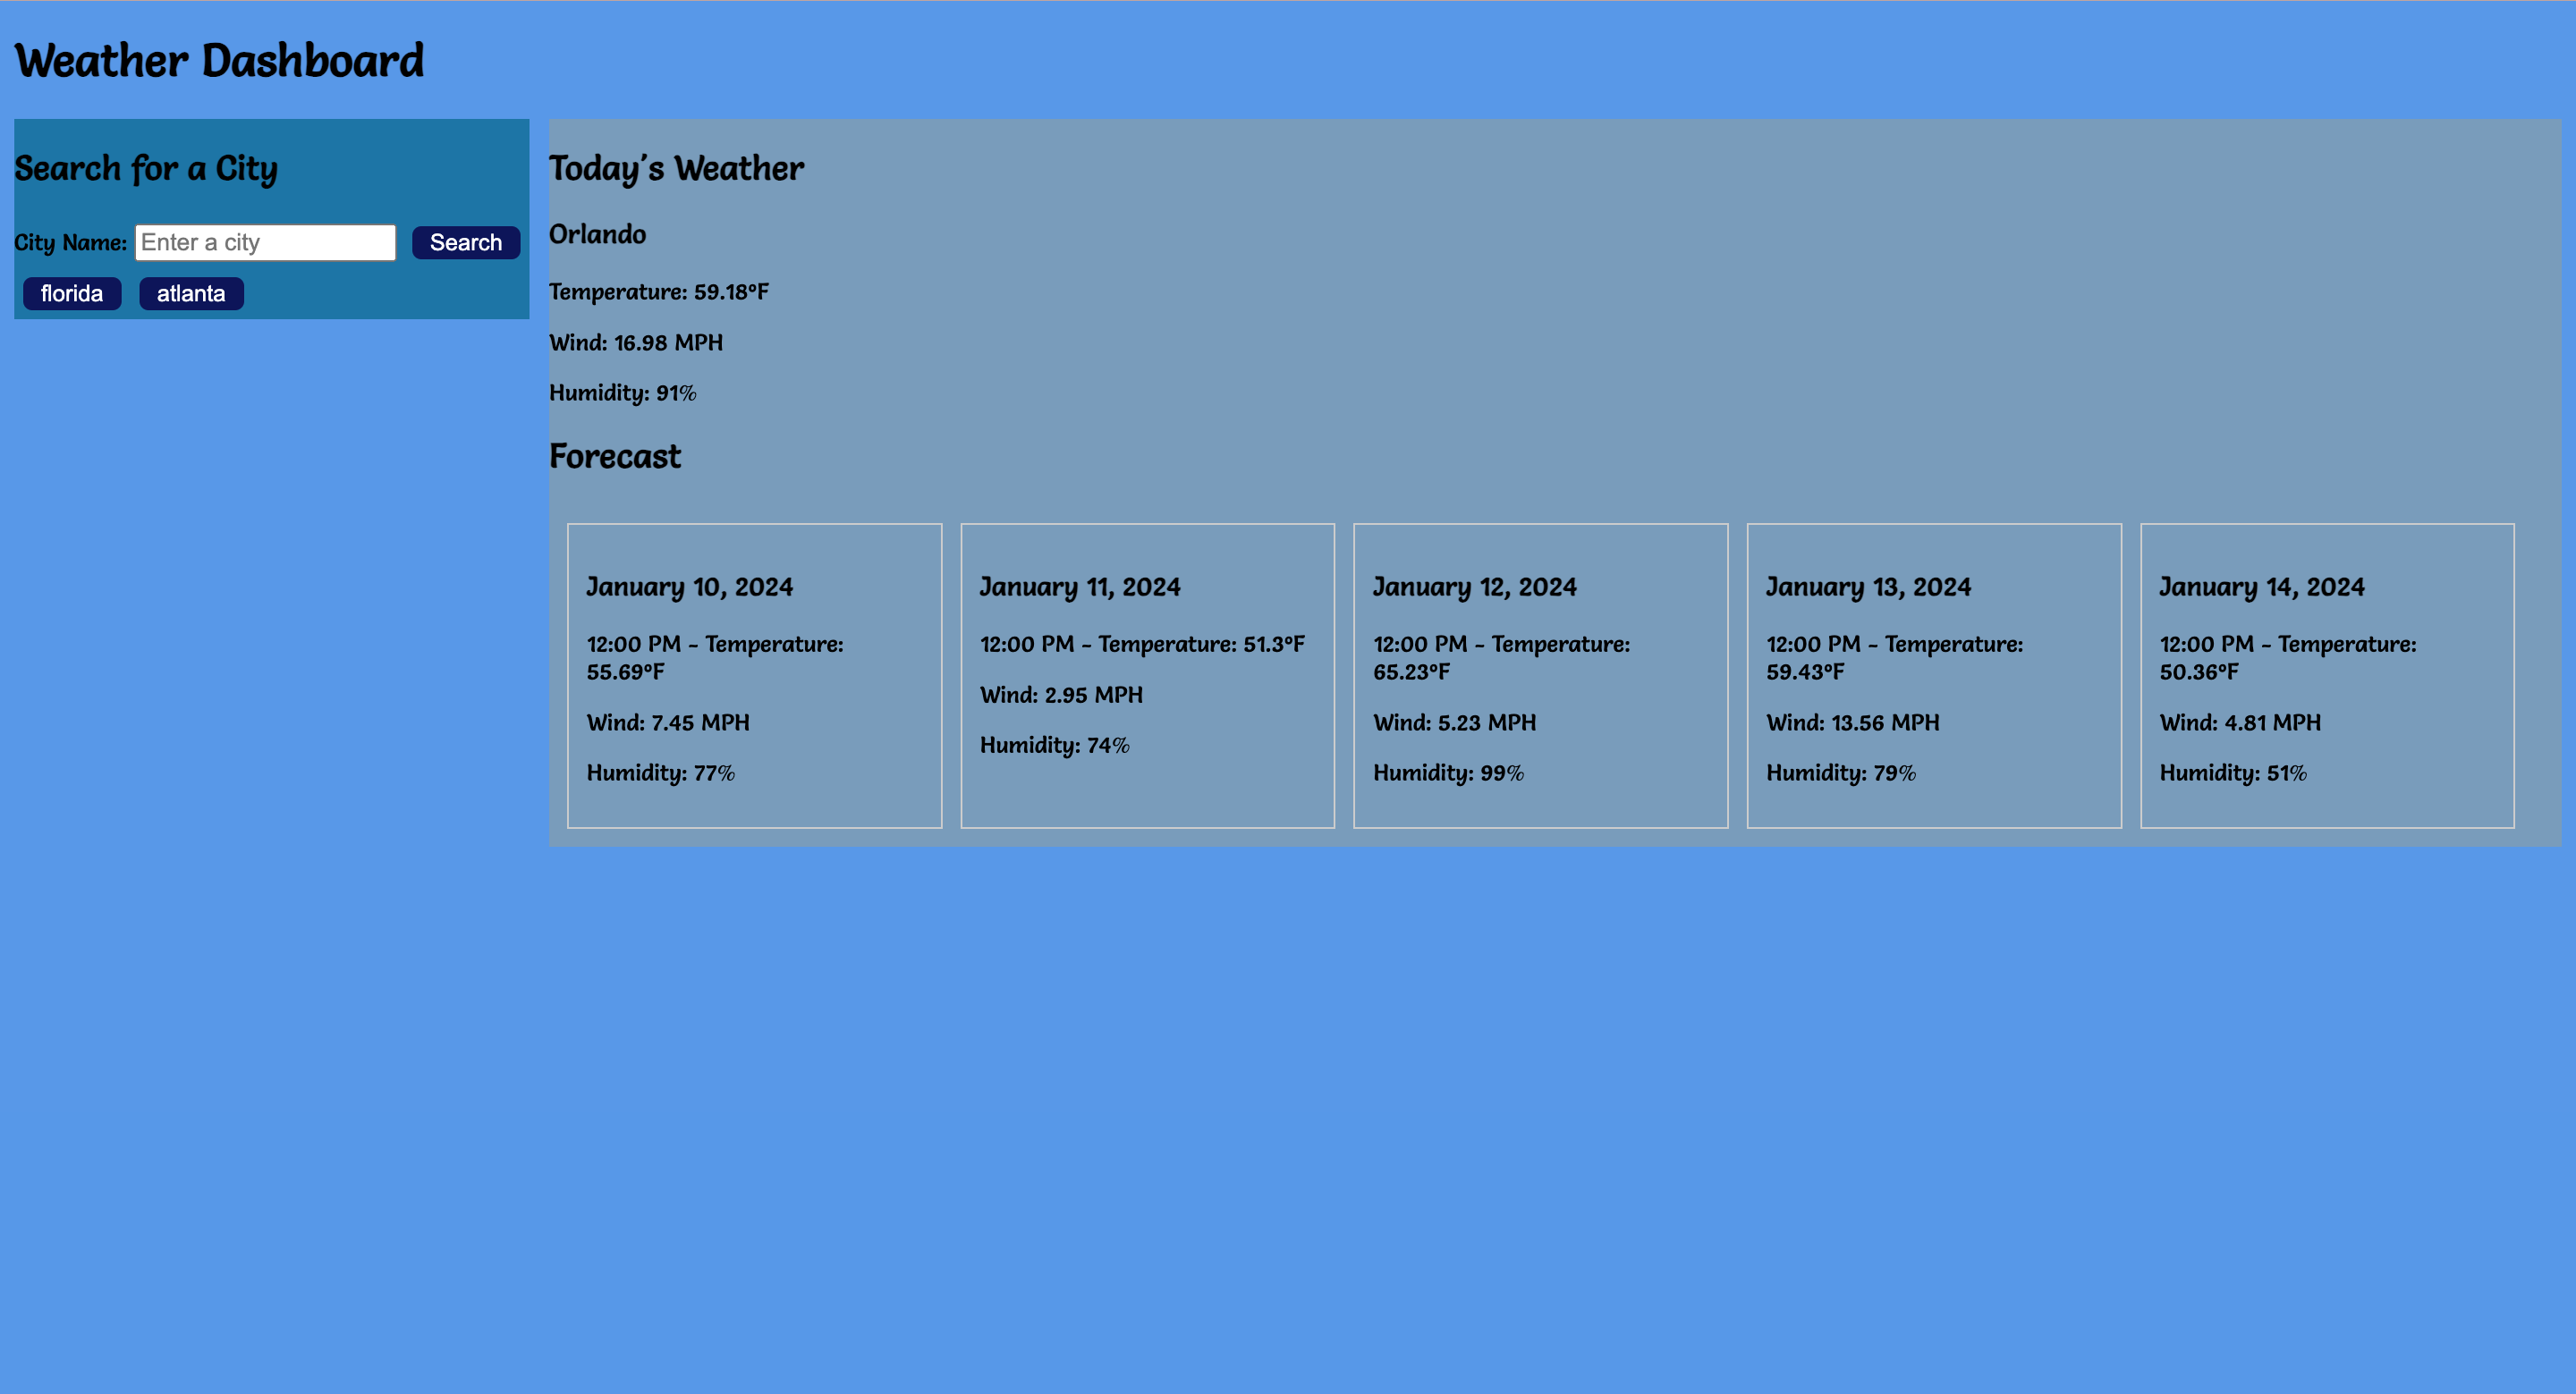 Weather Dashboard
Search for a City
City Name: Enter a city Search
florida atlanta
Today's Weather
Orlando
Temperature: 59.18°F
Wind: 16.98 MPH
Humidity: 91%
Forecast
January 10, 2024
12:00 PM - Temperature:
55.69°F
Wind: 7.45 MPH
Humidity: 77%
January 11, 2024
12:00 PM - Temperature: 51.3°F
Wind: 2.95 MPH
Humidity: 74%
January 12, 2024
12:00 PM - Temperature:
65.23°F
Wind: 5.23 MPH
Humidity: 99%
January 13, 2024
12:00 PM - Temperature:
59.43°F
Wind: 13.56 MPH
Humidity: 79%
January 14, 2024
12:00 PM - Temperature:
50.36°F
Wind: 4.81 MPH
Humidity: 51%